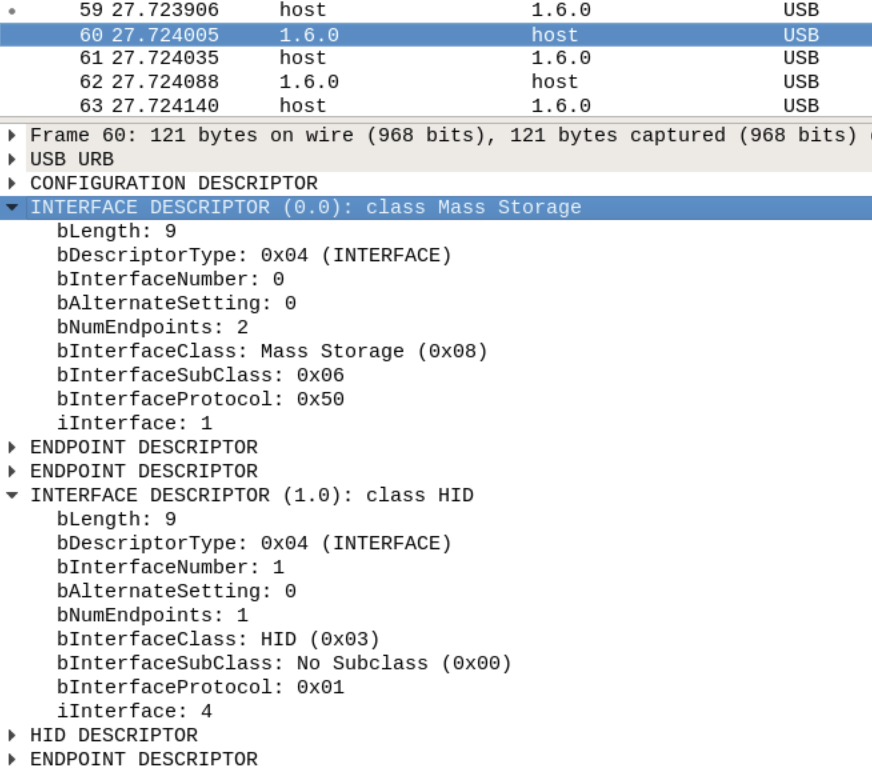 59 27.723906 host 1.6.0 USB
60 27.724005 1.6.0 host USB
61 27.724035 host 1.6.0 USB
62 27.724088 1.6.0 host USB
63 27.724140 host 1.6.0 USB
Frame 60: 121 bytes on wire (968 bits), 121 bytes captured (968 bits)
USB URB
CONFIGURATION DESCRIPTOR
INTERFACE DESCRIPTOR (0.0): class Mass Storage
bLength: 9
bDescriptorType: 0x04 (INTERFACE)
bInterfaceNumber: 0
bAlternateSetting: 0
bNumEndpoints: 2
bInterfaceClass: Mass Storage (0x08)
bInterfaceSubClass: 0x06
bInterfaceProtocol: 0x50
iInterface: 1
ENDPOINT DESCRIPTOR
ENDPOINT DESCRIPTOR
INTERFACE DESCRIPTOR (1.0): class HID
bLength: 9
bDescriptorType: 0x04 (INTERFACE)
bInterfaceNumber: 1
bAlternateSetting: 0
bNumEndpoints: 1
bInterfaceClass: HID (0x03)
bInterfaceSubClass: No Subclass (0x00)
bInterfaceProtocol: 0x01
iInterface: 4
HID DESCRIPTOR
ENDPOINT DESCRIPTOR